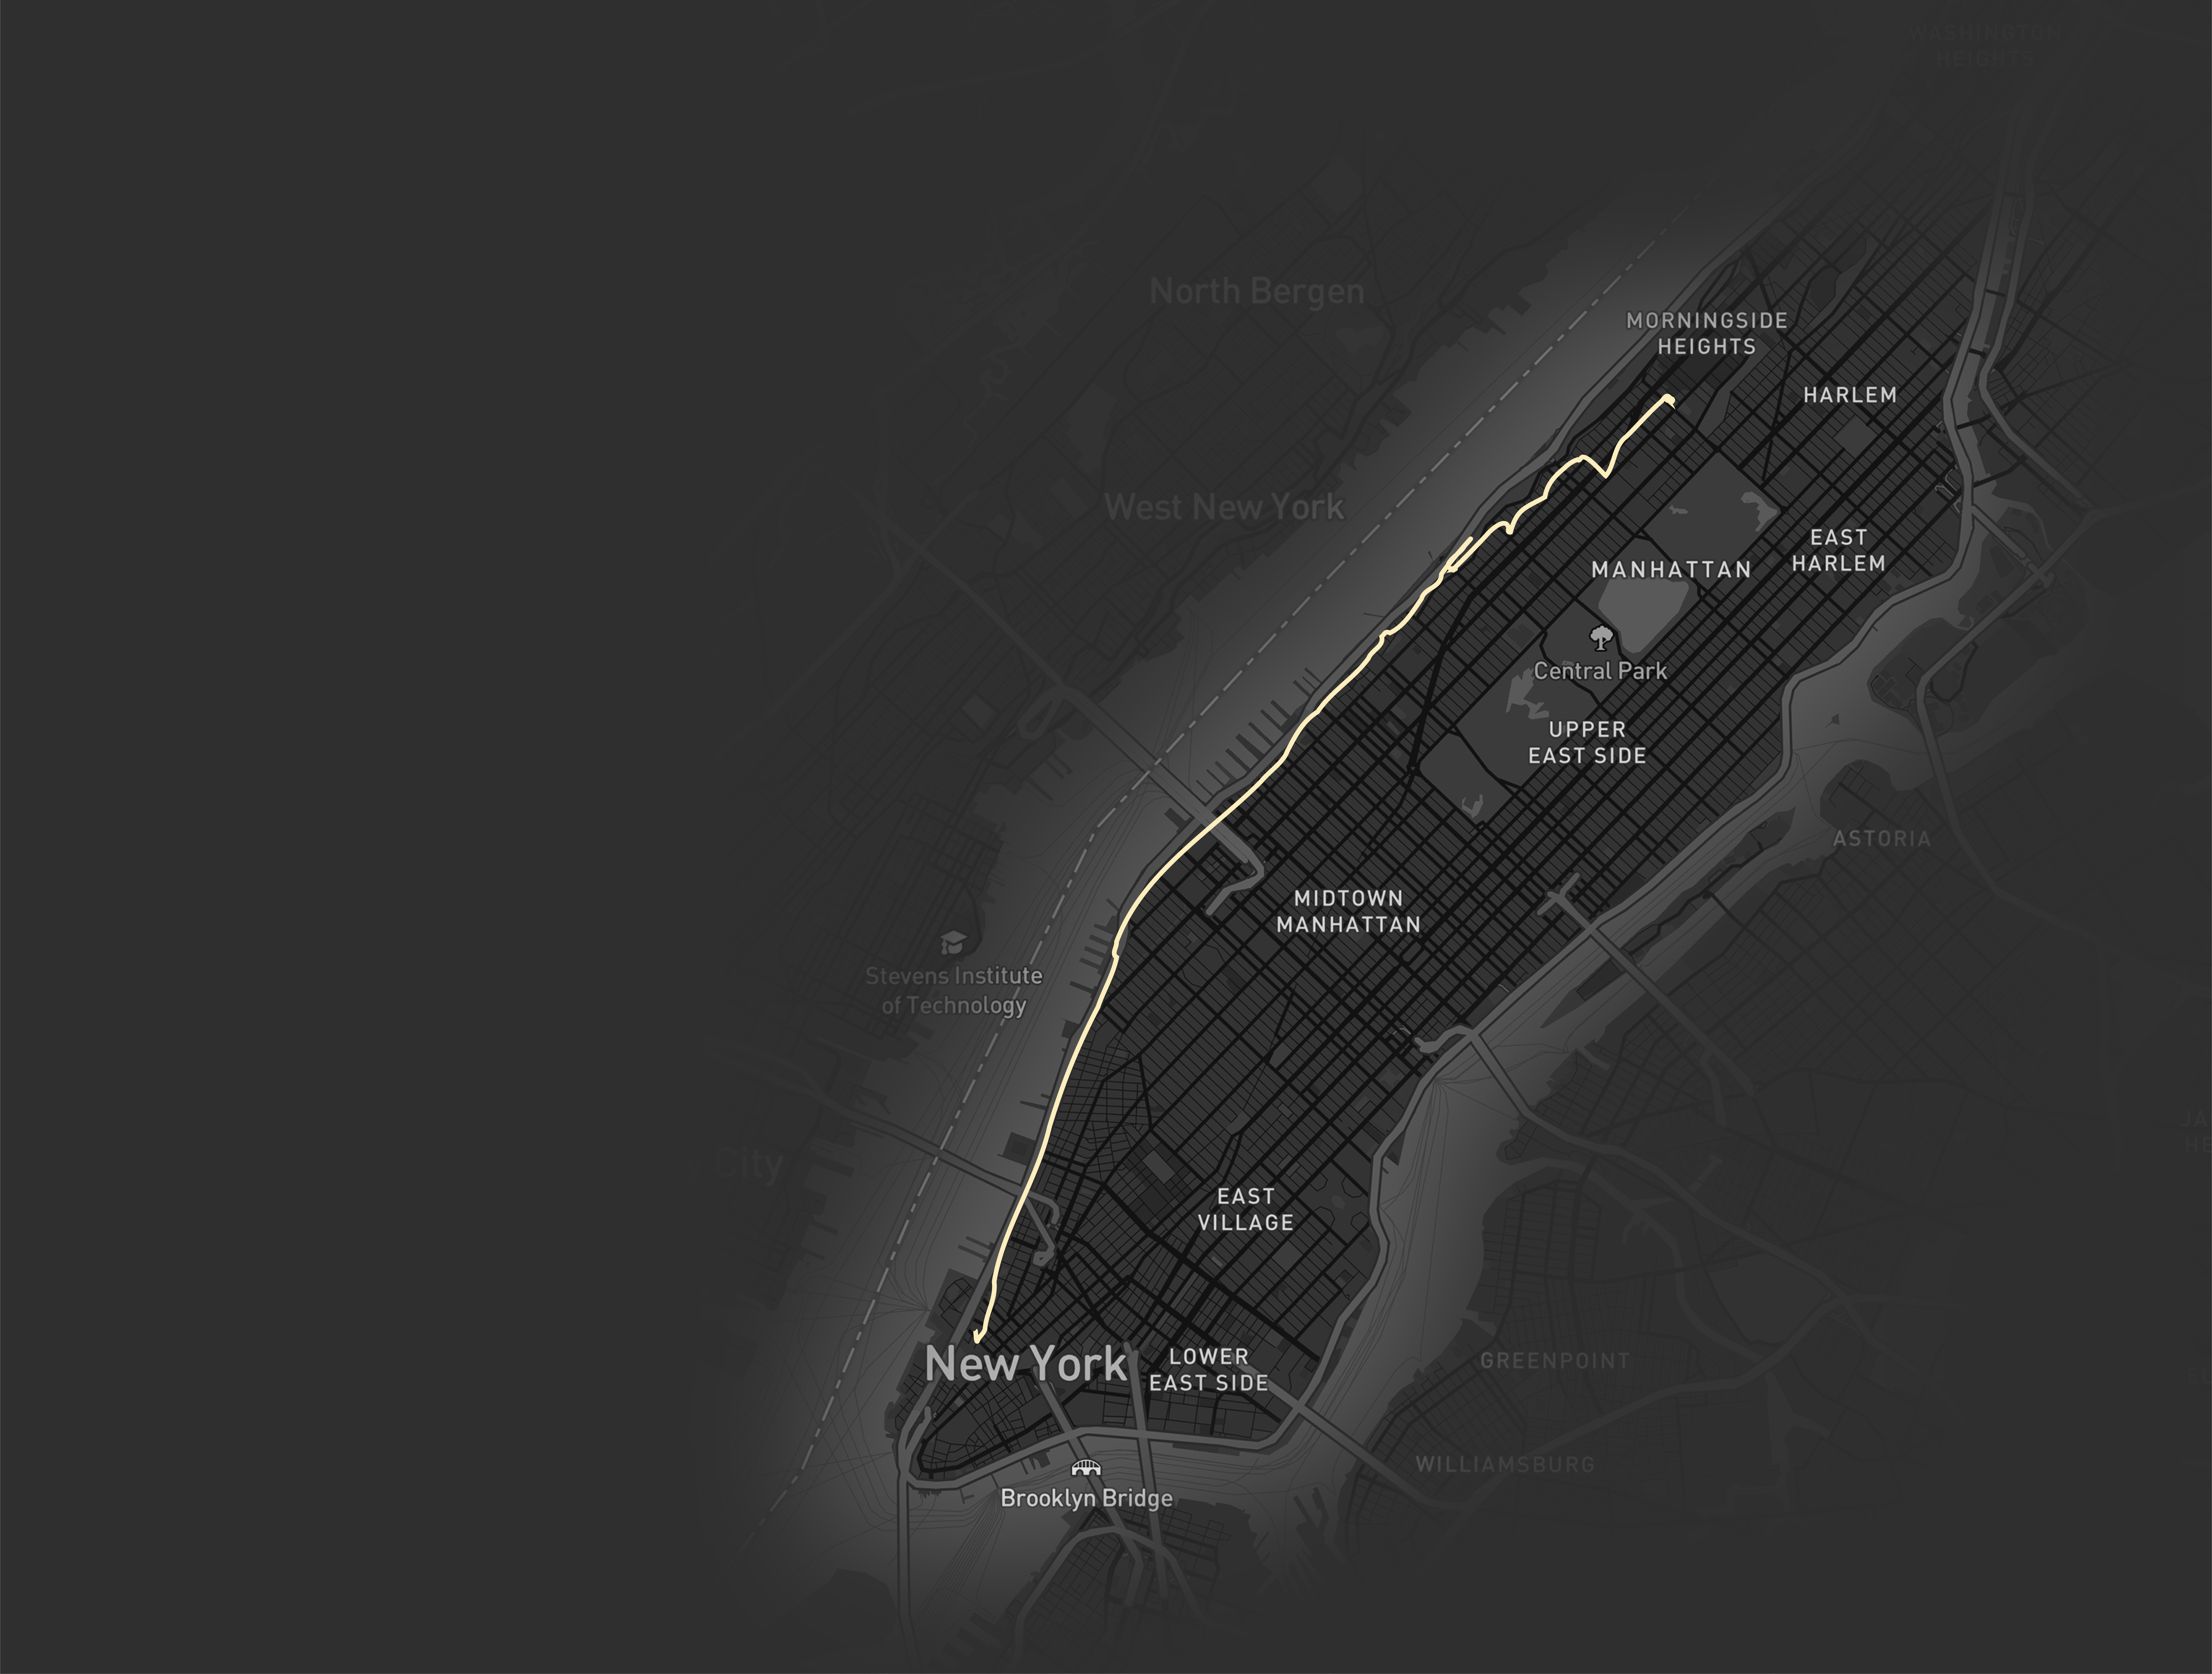 WASHINGTON
HEIGHTS
North Bergen
MORNINGSIDE
HEIGHTS
HARLEM
West New York
EAST
HARLEM
MANHATTAN
Central Park
UPPER
EAST SIDE
ASTORIA
MIDTOWN
MANHATTAN
Stevens Institute
of Technology
City
EAST
VILLAGE
New York
LOWER
EAST SIDE
GREENPOINT
WILLIAMSBURG
Brooklyn Bridge